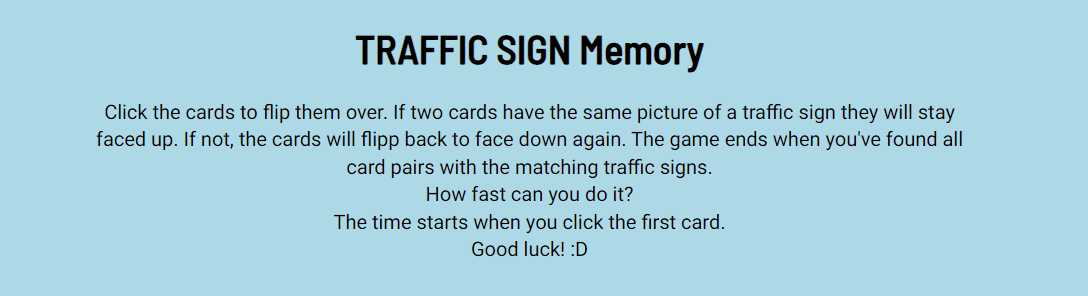 TRAFFIC SIGN Memory
Click the cards to flip them over. If two cards have the same picture of a traffic sign they will stay
faced up. If not, the cards will flipp back to face down again. The game ends when you've found all
card pairs with the matching traffic signs.
How fast can you do it?
The time starts when you click the first card.
Good luck! :D